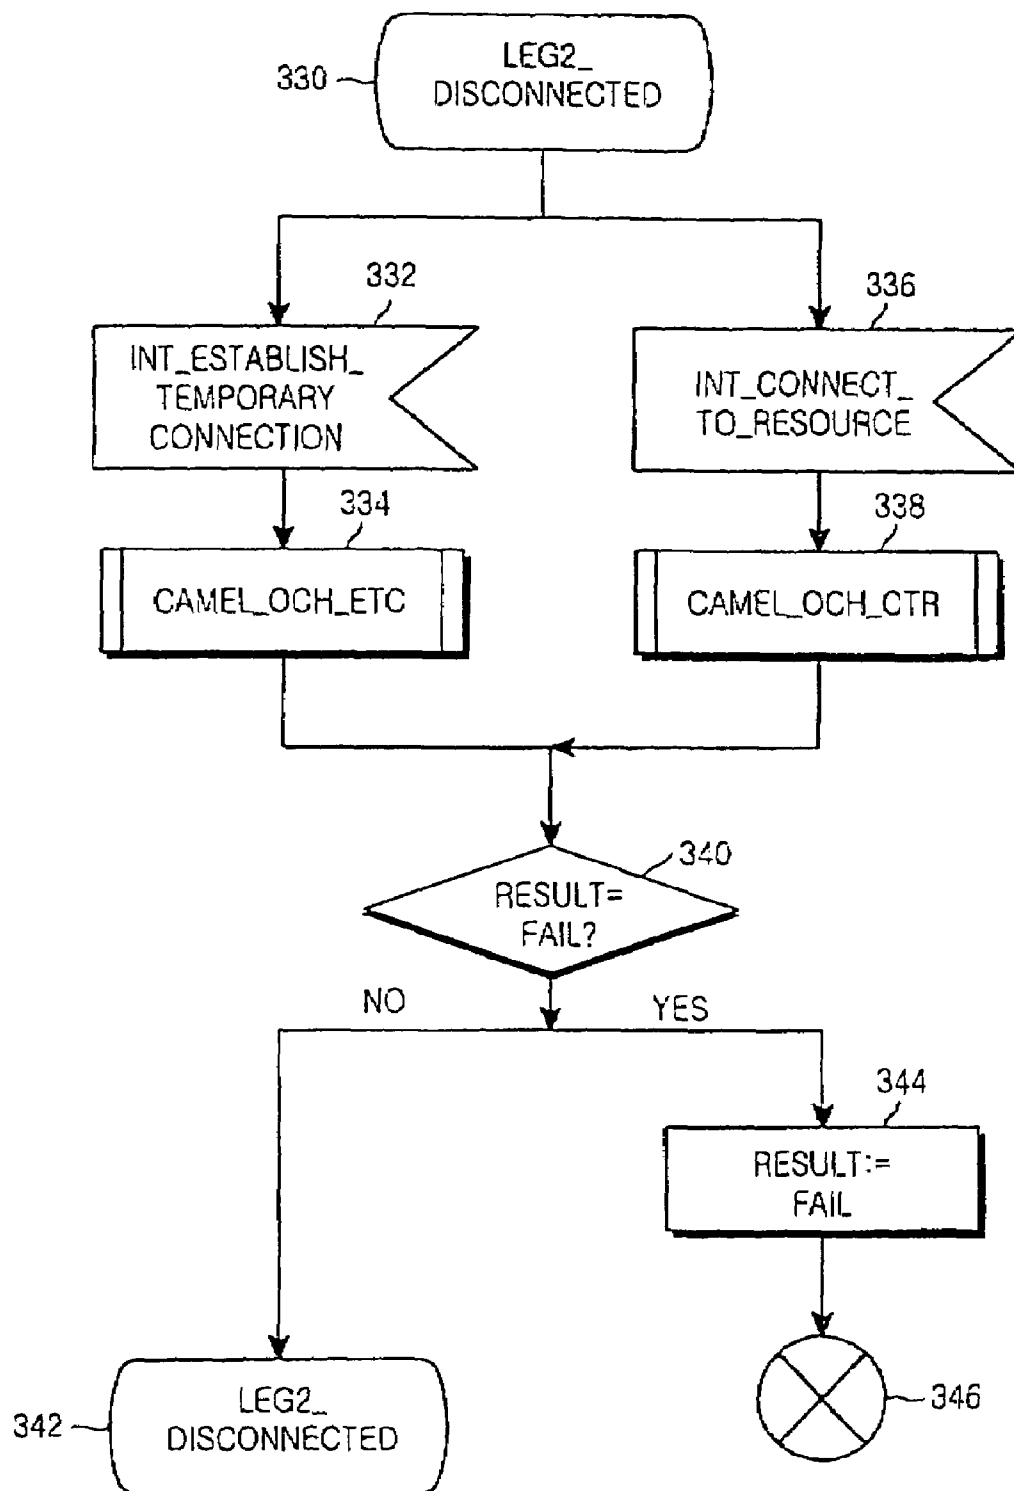 330
LEG2_
DISCONNECTED
332
INT_ESTABLISH_
TEMPORARY
CONNECTION
336
INT_CONNECT_
TO_RESOURCE
334
CAMEL_OCH_ETC
338
CAMEL_OCH_CTR
340
RESULT=
FAIL?
NO
YES
344
RESULT:=
FAIL
342
LEG2_
DISCONNECTED
346